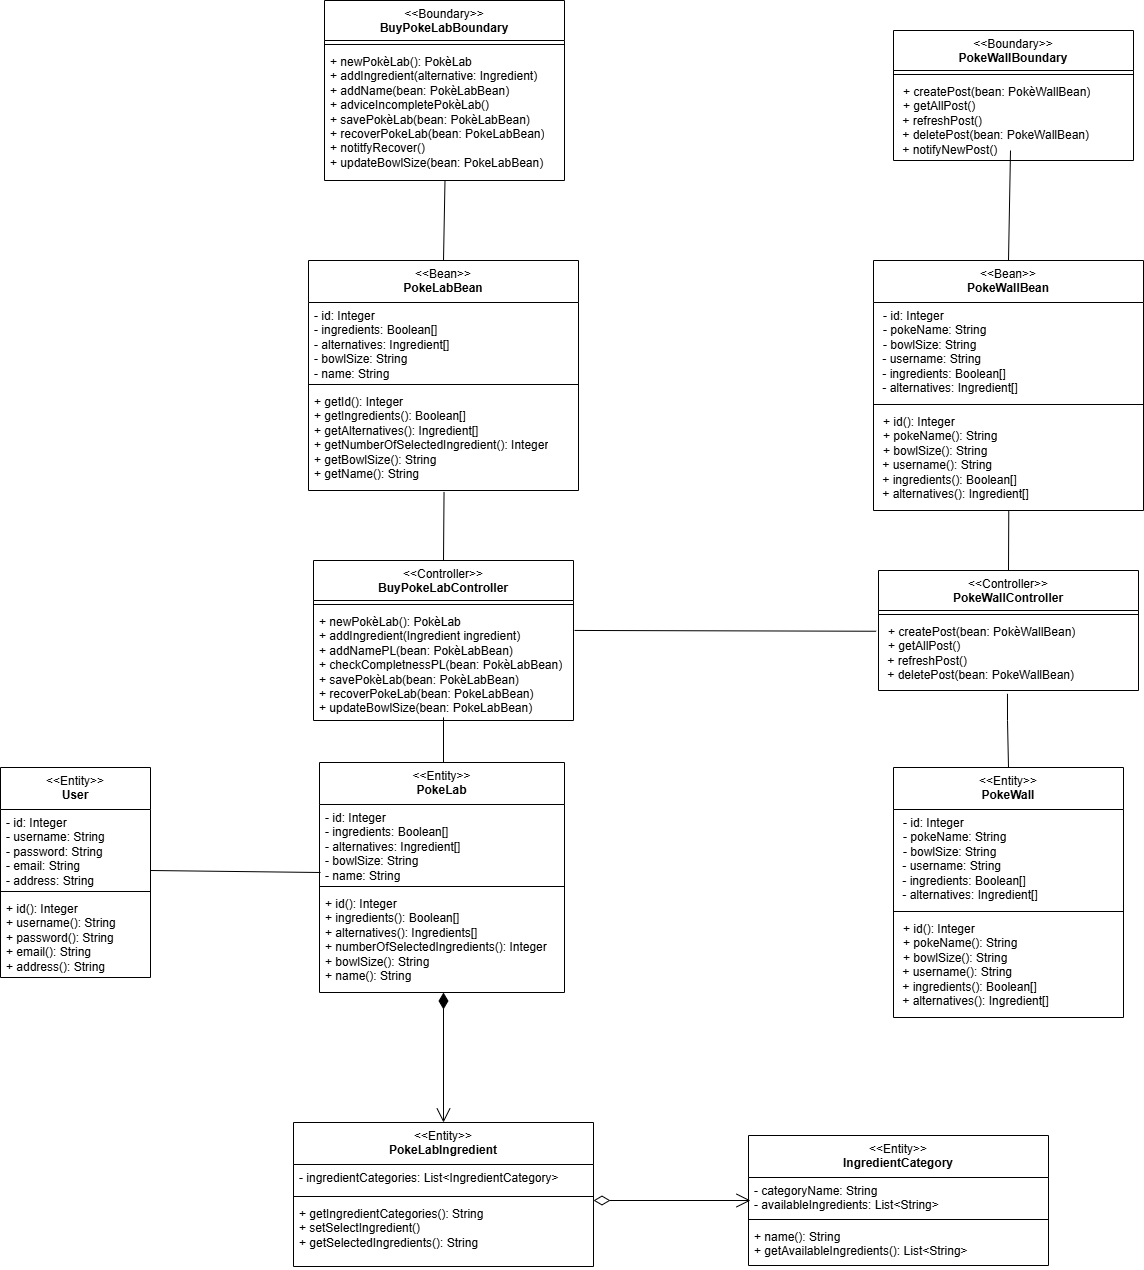 <<Boundary>>
BuyPokeLabBoundary
+ newPokèLab(): PokèLab
+ addIngredient(alternative: Ingredient)
+ addName(bean: PokèLabBean)
+ adviceIncompletePokèLab()
+ savePokèLab(bean: PokèLabBean)
+ recoverPokeLab(bean: PokeLabBean)
+ notitfyRecover()
+ updateBowlSize(bean: PokeLabBean)
<<Boundary>>
PokeWallBoundary
+ createPost(bean: PokèWallBean)
+ getAllPost()
+ refreshPost()
+ deletePost(bean: PokeWallBean)
+ notifyNewPost()
<<Bean>>
PokeLabBean
- id: Integer
- ingredients: Boolean[]
- alternatives: Ingredient[]
- bowlSize: String
- name: String
+ getId(): Integer
+ getIngredients(): Boolean[]
+ getAlternatives(): Ingredient[]
+ getNumberOfSelectedIngredient(): Integer
+ getBowlSize(): String
+ getName(): String
<<Bean>>
PokeWallBean
- id: Integer
- pokeName: String
- bowlSize: String
- username: String
- ingredients: Boolean[]
- alternatives: Ingredient[]
+ id(): Integer
+ pokeName(): String
+ bowlSize(): String
+ username(): String
+ ingredients(): Boolean[]
+ alternatives(): Ingredient[]
<<Controller>>
BuyPokeLabController
+ newPokèLab(): PokèLab
+ addIngredient(Ingredient ingredient)
+ addNamePL(bean: PokèLabBean)
+ checkCompletnessPL(bean: PokèLabBean)
+ savePokèLab(bean: PokèLabBean)
+ recoverPokeLab(bean: PokeLabBean)
+ updateBowlSize(bean: PokeLabBean)
<<Controller>>
PokeWallController
+ createPost(bean: PokèWallBean)
+ getAllPost()
+ refreshPost()
+ deletePost(bean: PokeWallBean)
<<Entity>>
User
- id: Integer
- username: String
- password: String
- email: String
- address: String
+ id(): Integer
+ username(): String
+ password(): String
+ email(): String
+ address(): String
<<Entity>>
PokeLab
- id: Integer
- ingredients: Boolean[]
- alternatives: Ingredient[]
- bowlSize: String
- name: String
+ id(): Integer
+ ingredients(): Boolean[]
+ alternatives(): Ingredients[]
+ numberOfSelectedIngredients(): Integer
+ bowlSize(): String
+ name(): String
<<Entity>>
PokeWall
- id: Integer
- pokeName: String
- bowlSize: String
- username: String
- ingredients: Boolean[]
- alternatives: Ingredient[]
+ id(): Integer
+ pokeName(): String
+ bowlSize(): String
+ username(): String
+ ingredients(): Boolean[]
+ alternatives(): Ingredient[]
<<Entity>>
PokeLabIngredient
- ingredientCategories: List<IngredientCategory>
+ getIngredientCategories(): String
+ setSelectIngredient()
+ getSelectedIngredients(): String
<<Entity>>
IngredientCategory
- categoryName: String
- availableIngredients: List<String>
+ name(): String
+ getAvailableIngredients(): List<String>